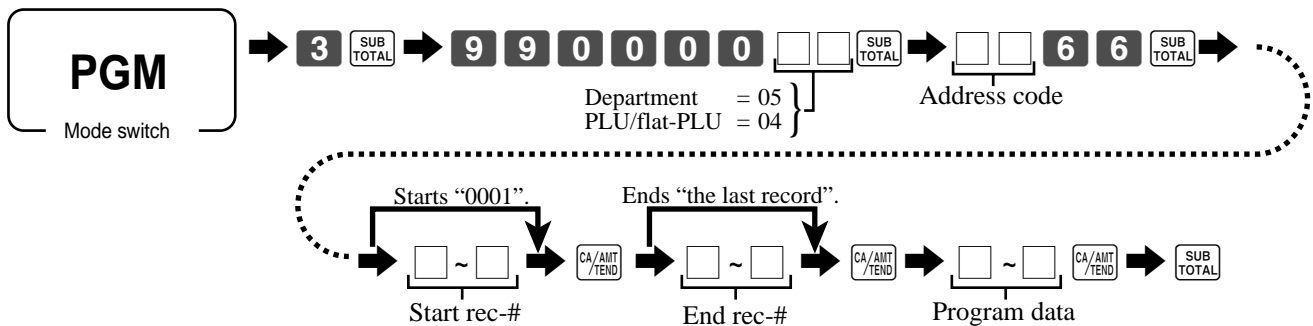 PGM
Mode switch
3 SUB TOTAL 9 9 0 0 0 0 SUB TOTAL 6 6 SUB TOTAL
Department = 05
PLU/flat-PLU = 04
Address code
Starts “0001”.
Ends “the last record”.
~ CA/AMT /TEND ~ CA/AMT /TEND ~ CA/AMT /TEND SUB TOTAL
Start rec-#
End rec-#
Program data